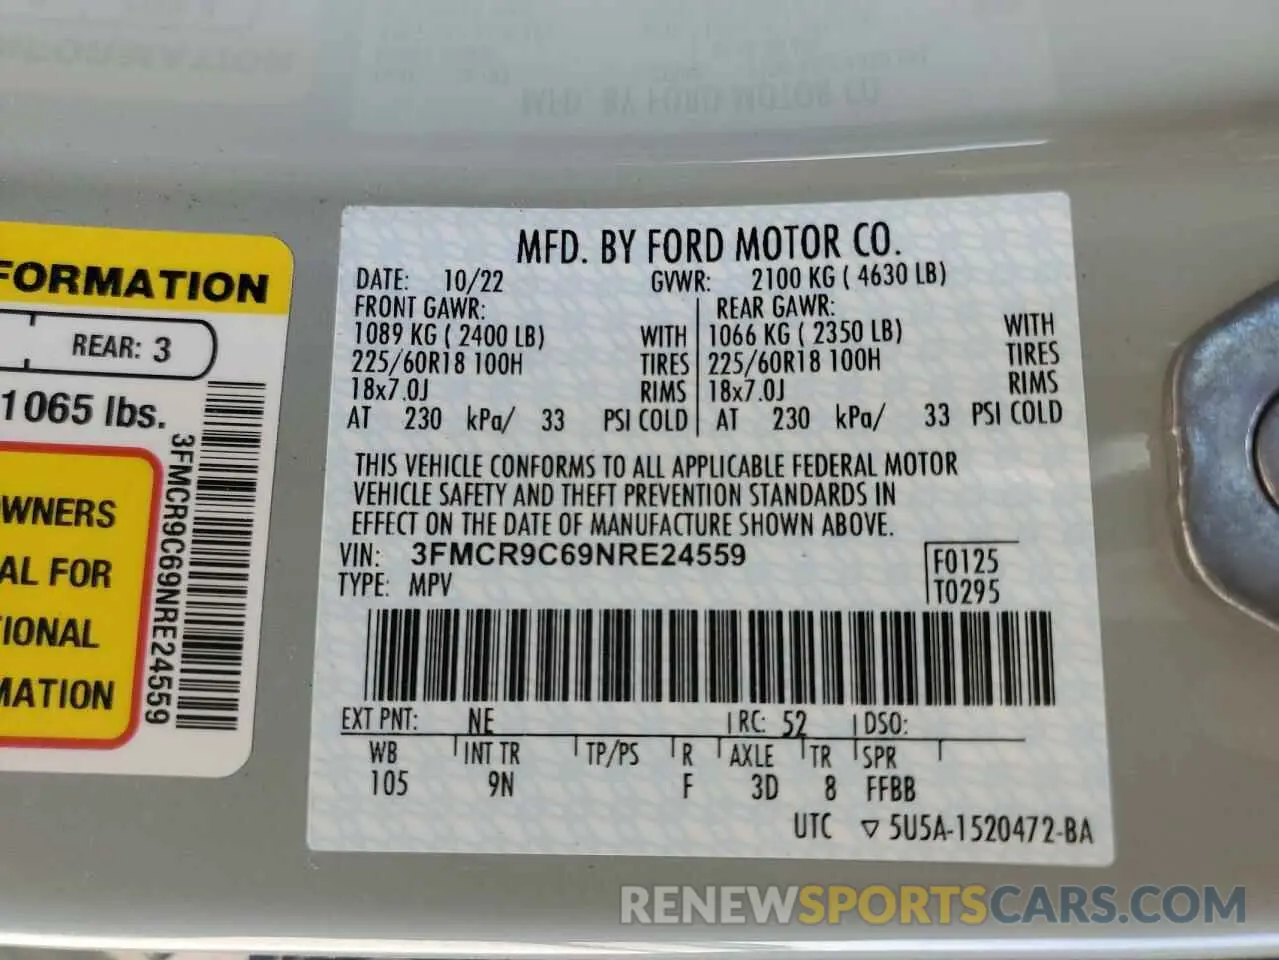 MFD. BY FORD MOTOR CO.
DATE: 10/22 GVWR: 2100 KG ( 4630 LB)
FRONT GAWR: REAR GAWR:
1089 KG ( 2400 LB) WITH 1066 KG ( 2350 LB) WITH
225/60R18 100H TIRES 225/60R18 100H TIRES
18x7.0J RIMS 18x7.0J RIMS
AT 230 kPa/ 33 PSI COLD AT 230 kPa/ 33 PSI COLD
THIS VEHICLE CONFORMS TO ALL APPLICABLE FEDERAL MOTOR
VEHICLE SAFETY AND THEFT PREVENTION STANDARDS IN
EFFECT ON THE DATE OF MANUFACTURE SHOWN ABOVE.
VIN: 3FMCR9C69NRE24559 F0125
TYPE: MPV T0295
EXT PNT: NE RC: 52 DSO:
WB INT TR TP/PS R AXLE TR SPR
105 9N F 3D 8 FFBB
UTC ▽ 5U5A-1520472-BA
FORMATION
REAR: 3
1065 lbs.
WNERS
AL FOR
TIONAL
MATION
3FMCR9C69NRE24559
RENEWSPORTSCARS.COM